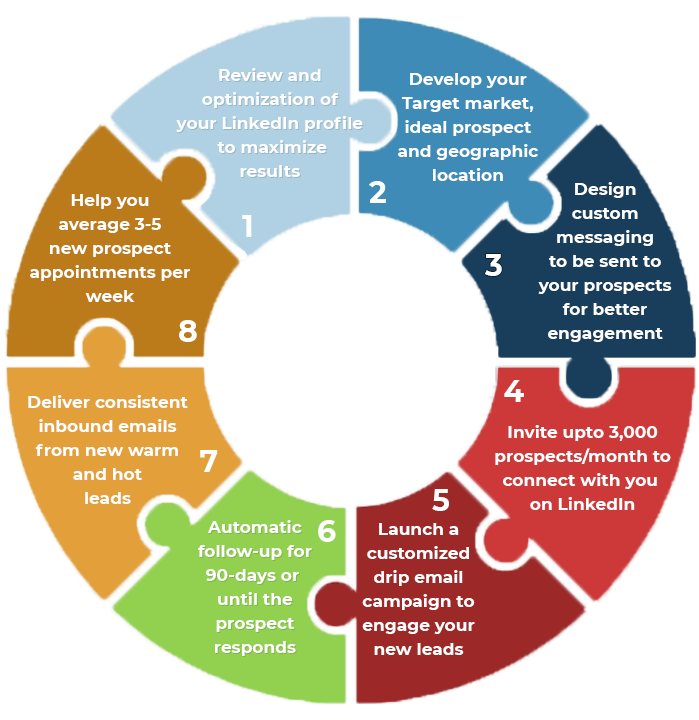 Review and
optimization of
your LinkedIn profile
to maximize
results
1
Develop your
Target market,
ideal prospect
and geographic
location
2
Design
custom
messaging
to be sent to
your prospects
for better
engagement
3
4
Invite upto 3,000
prospects/month to
connect with you
on LinkedIn
5
Launch a
customized
drip email
campaign to
engage your
new leads
6
Automatic
follow-up for
90-days or
until the
prospect
responds
Deliver consistent
inbound emails
from new warm
and hot
leads
7
Help you
average 3-5
new prospect
appointments per
week
8